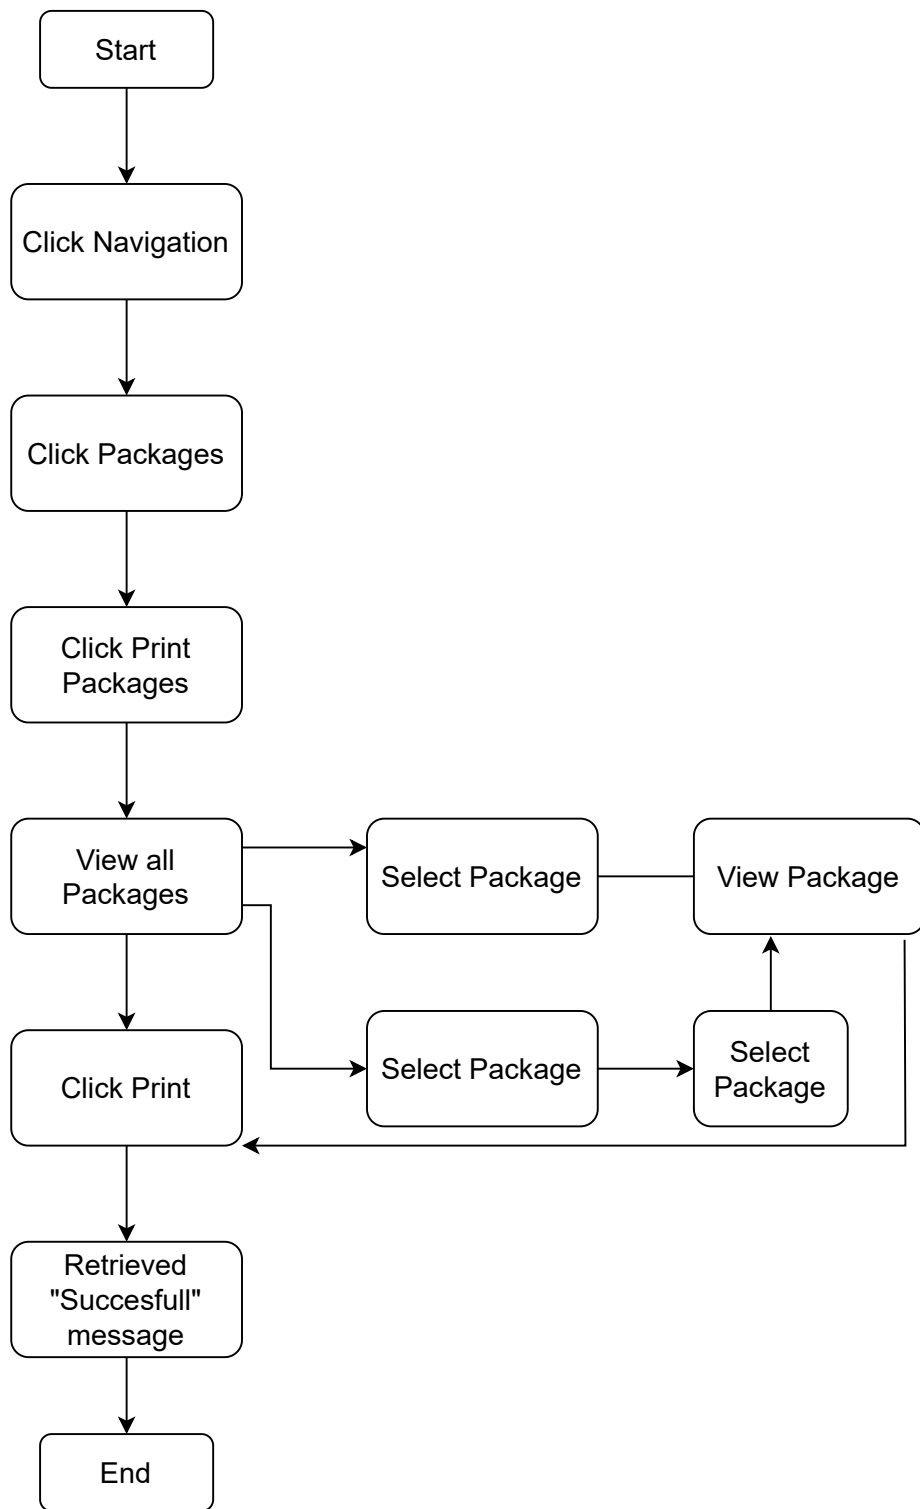 Start
Click Navigation
Click Packages
Click Print
Packages
View all
Packages
Select Package
View Package
Click Print
Select Package
Select
Package
Retrieved
"Succesfull"
message
End